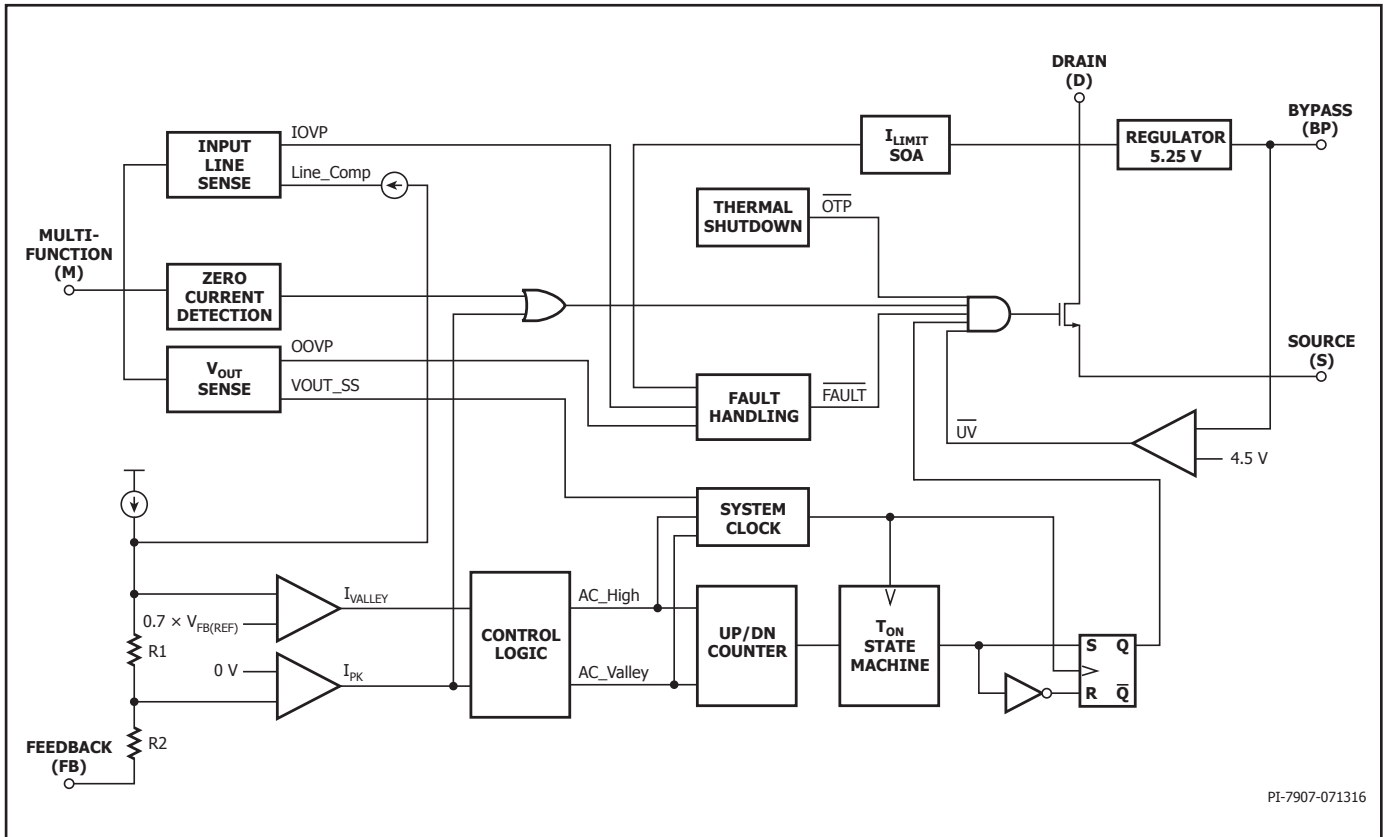 DRAIN
(D)
BYPASS
(BP)
INPUT
LINE
SENSE
IOVP
Line_Comp
I_LIMIT
SOA
REGULATOR
5.25 V
THERMAL
SHUTDOWN
OTP
MULTI-
FUNCTION
(M)
ZERO
CURRENT
DETECTION
SOURCE
(S)
V_OUT
SENSE
OOVP
VOUT_SS
FAULT
HANDLING
FAULT
UV
4.5 V
SYSTEM
CLOCK
I_VALLEY
0.7 × V_FB(REF)
R1
0 V
I_PK
CONTROL
LOGIC
AC_High
AC_Valley
UP/DN
COUNTER
T_ON
STATE
MACHINE
S Q
R Q̅
R2
FEEDBACK
(FB)
PI-7907-071316